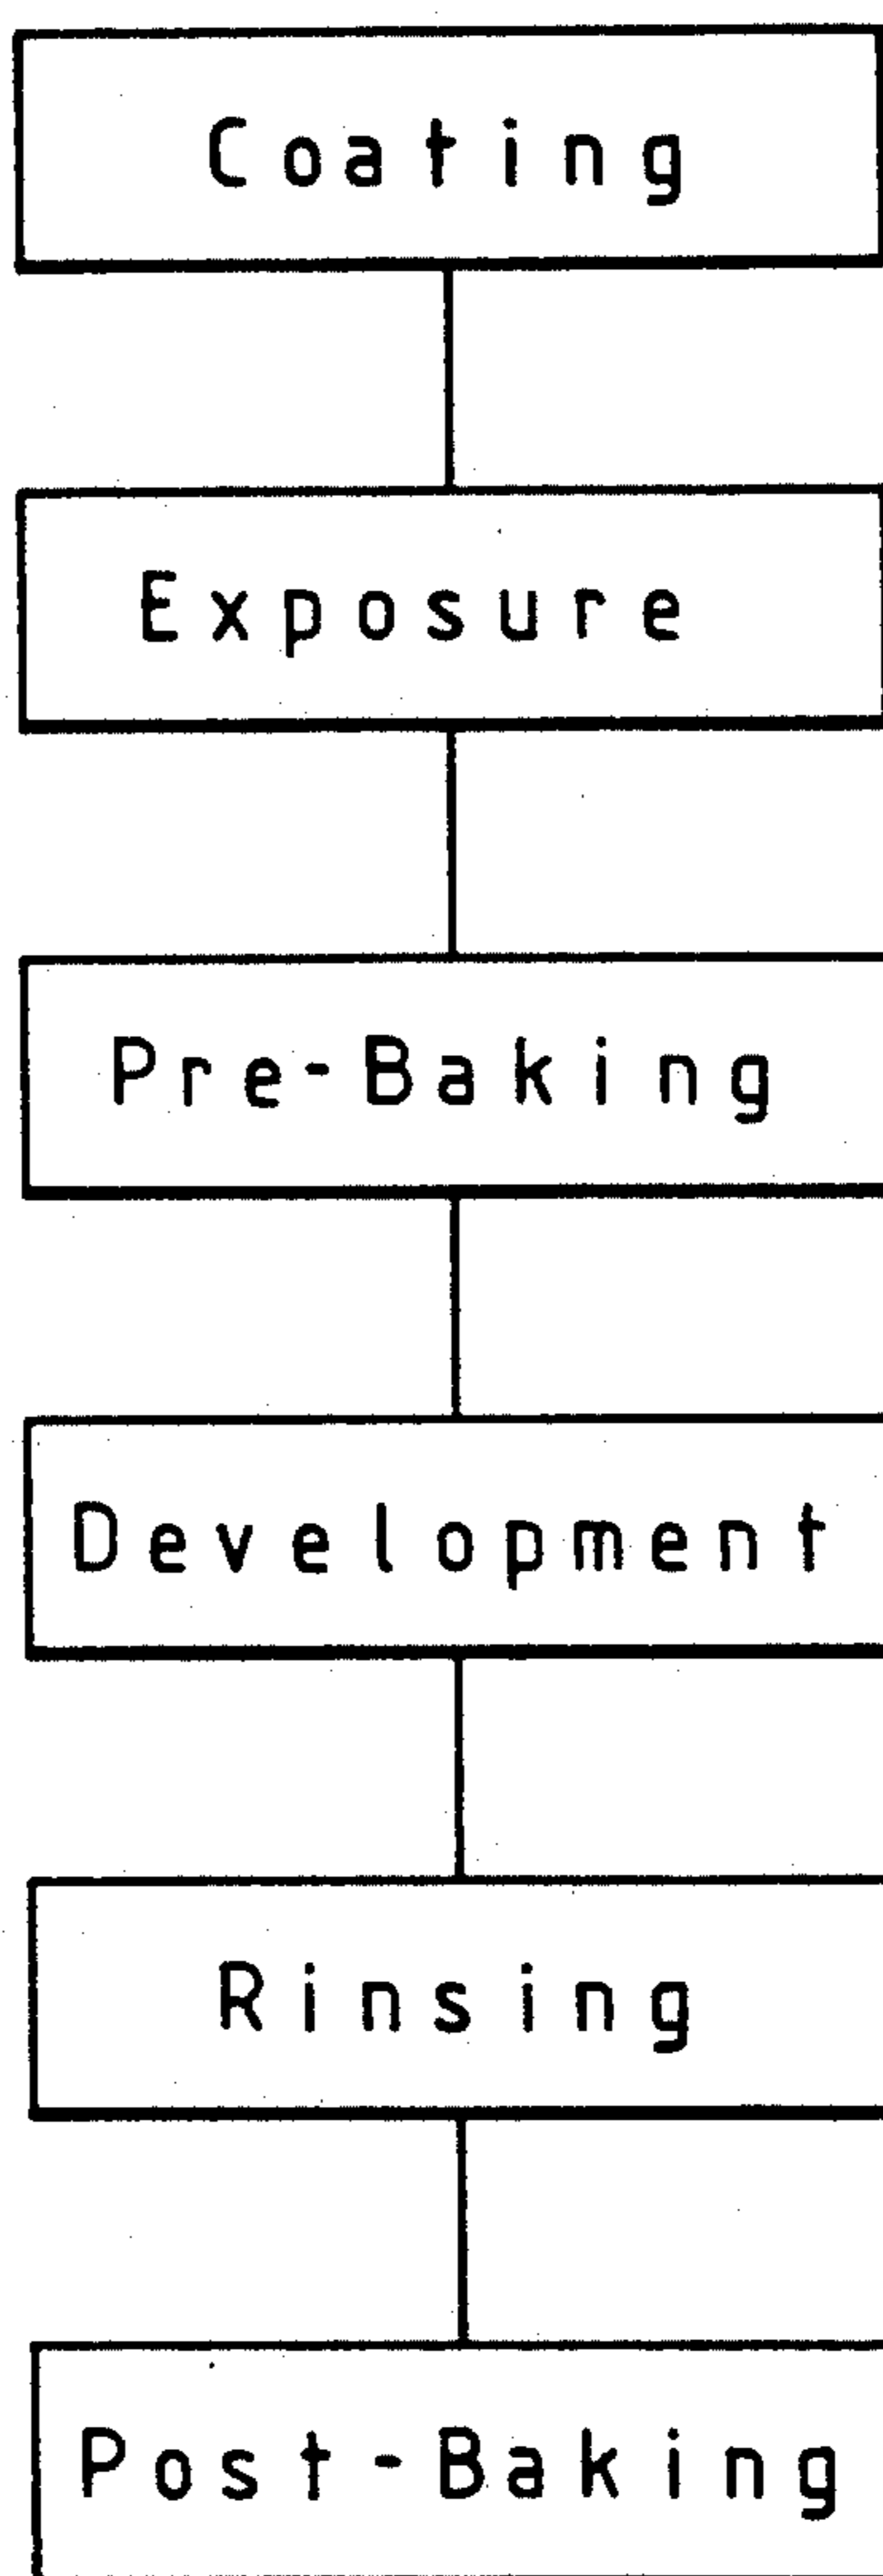 Coating
Exposure
Pre-Baking
Development
Rinsing
Post-Baking